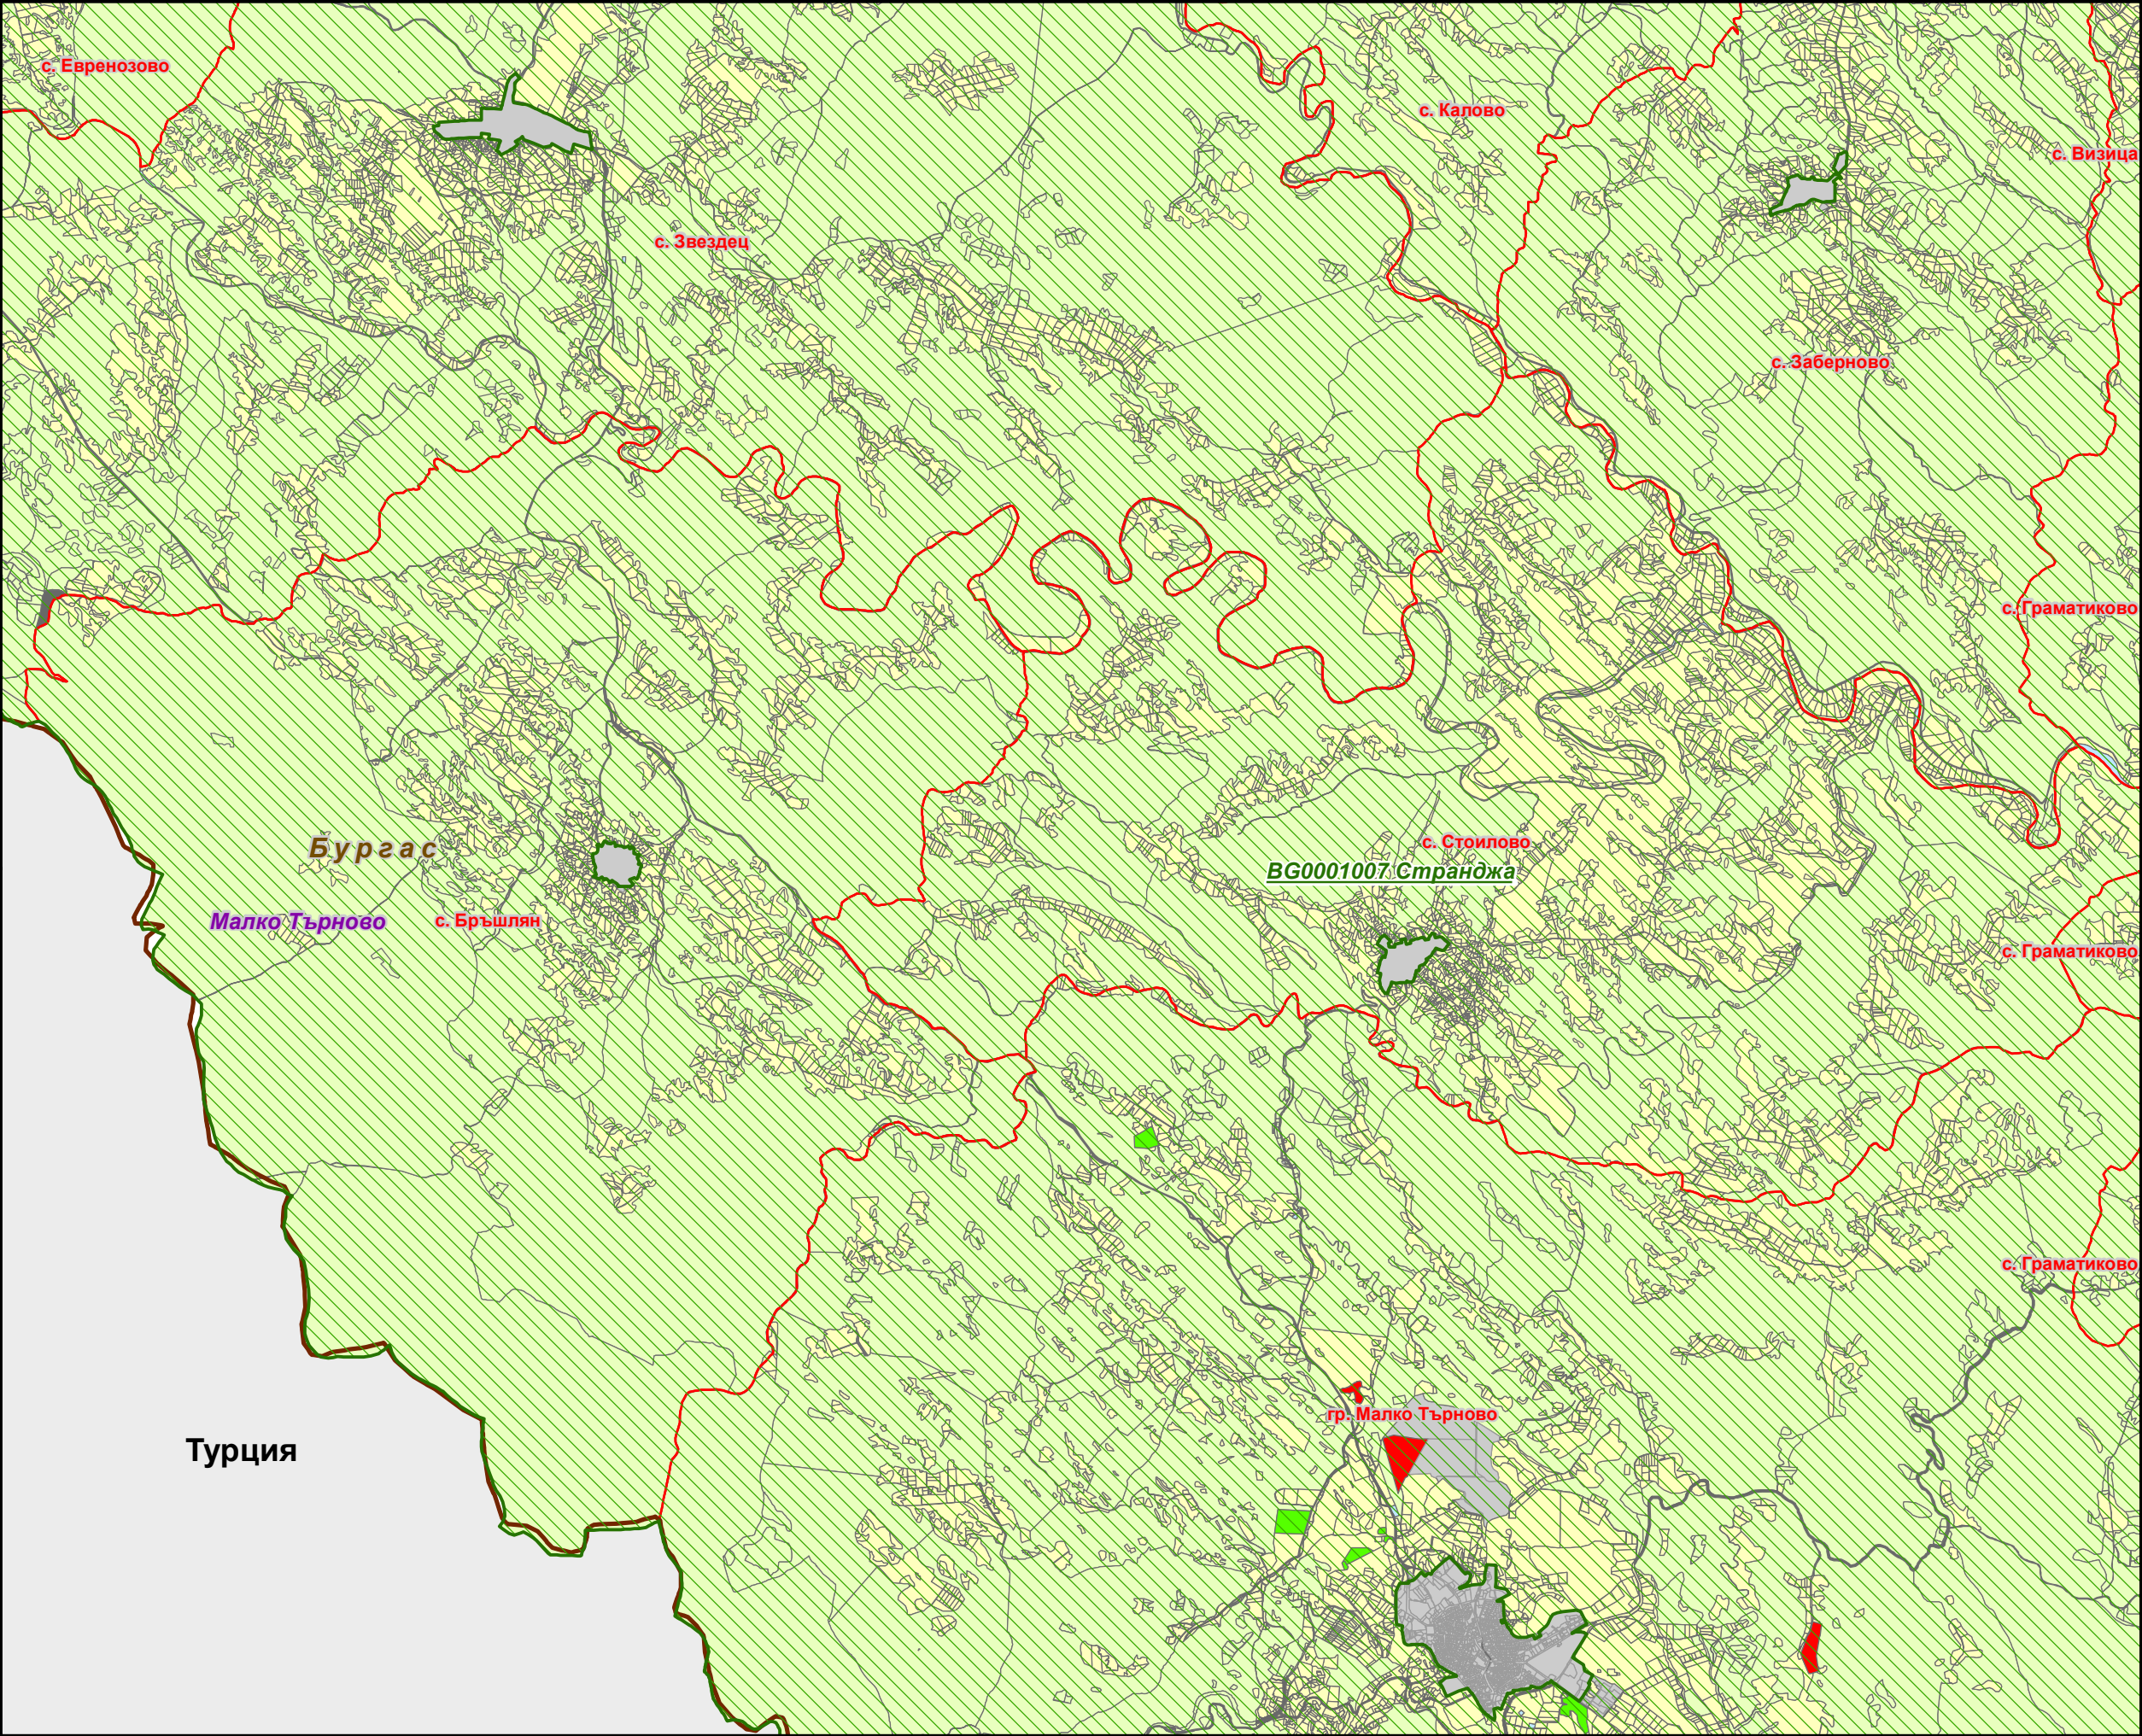 с. Евренозово
с. Калово
с. Визица
с. Звездец
с. Заберново
с. Граматиково
с. Стоилово
Бургас
BG0001007 Странджа
Малко Търново
с. Бръшлян
с. Граматиково
с. Граматиково
гр. Малко Търново
Турция